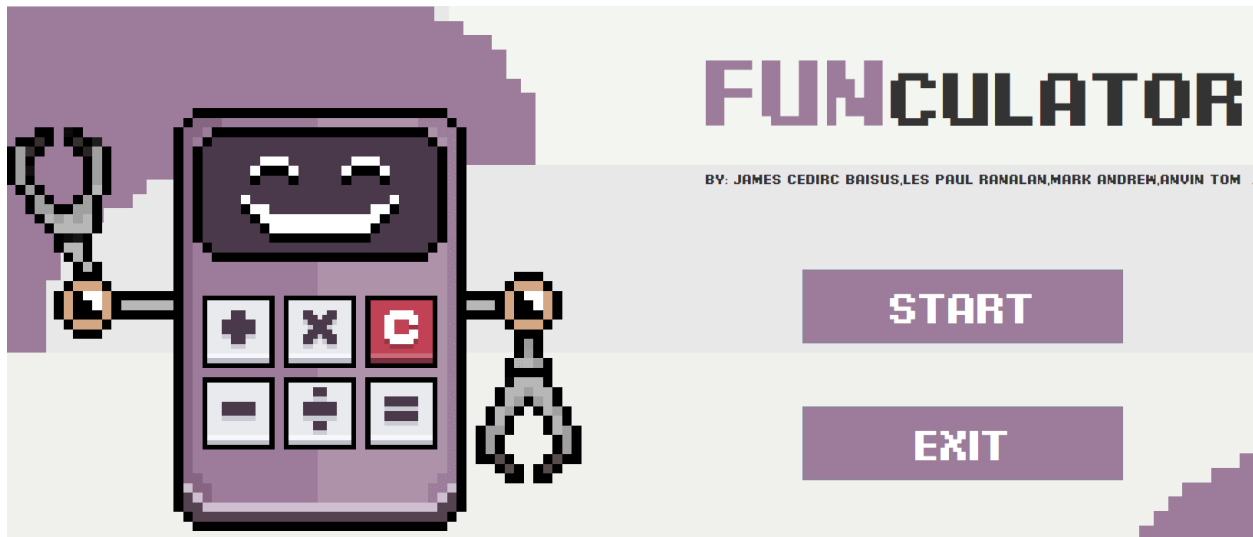 FUNCULATOR
BY: JAMES CEDIRC BAISUS,LES PAUL RANALAN,MARK ANDREW,ANVIN TOM
+ × C
- ÷ =
START
EXIT